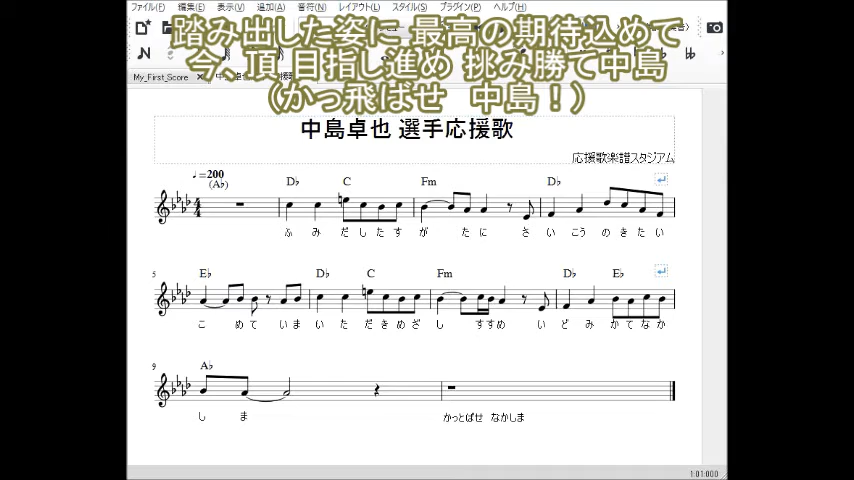 ファイル(F) 編集(E) 表示(V) 追加(A) 音符(N) レイアウト(L) スタイル(S) プラグイン(P) ヘルプ(H)
踏み出した姿に 最高の期待込めて
今、頂 目指し進め 挑み勝て中島
(かっ飛ばせ 中島！)
My_First_Score
中島卓也 選手応援歌
応援歌楽譜スタジアム
♩=200
(A♭) D♭ C Fm D♭
ふ み だ し た す が た に さ い こう の き た い
5 E♭ D♭ C Fm D♭ E♭
こ め て い ま い た だ き め ざ し す す め い ど み か て な か
9 A♭
し ま かっとばせ なかしま
1:01:000